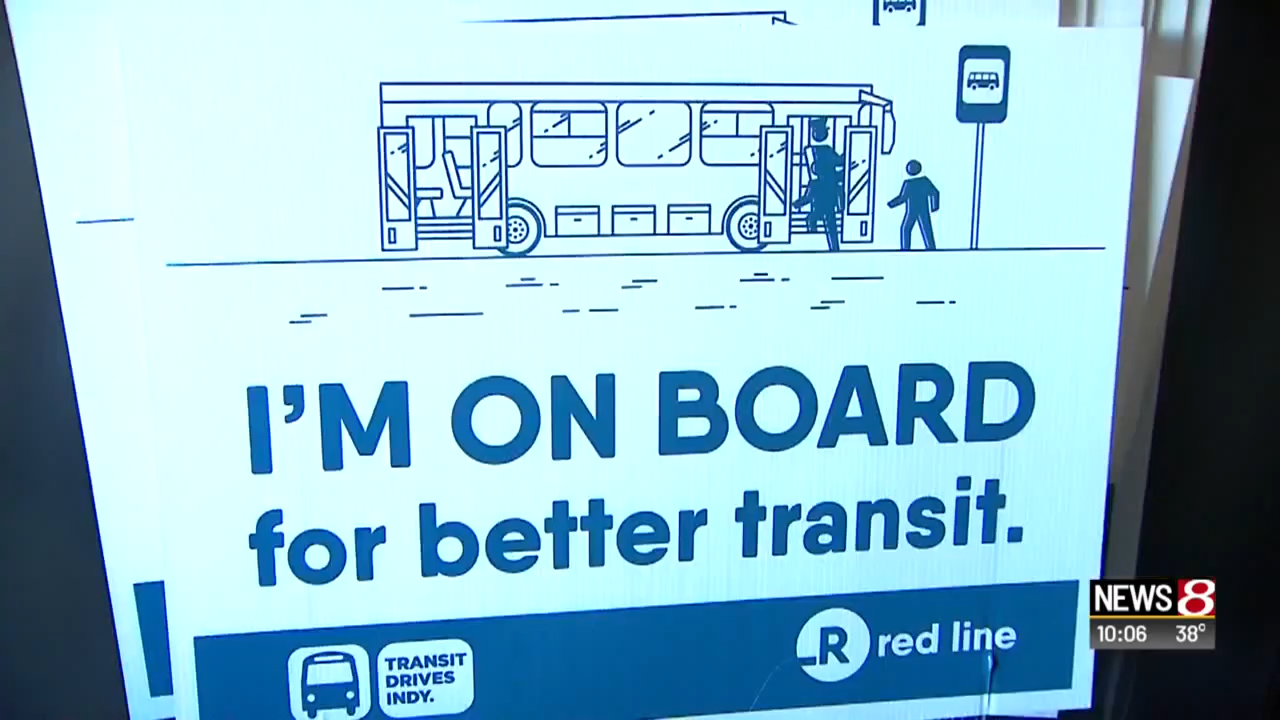 I'M ON BOARD
for better transit.
TRANSIT
DRIVES
INDY.
R red line
NEWS 8
10:06 38°